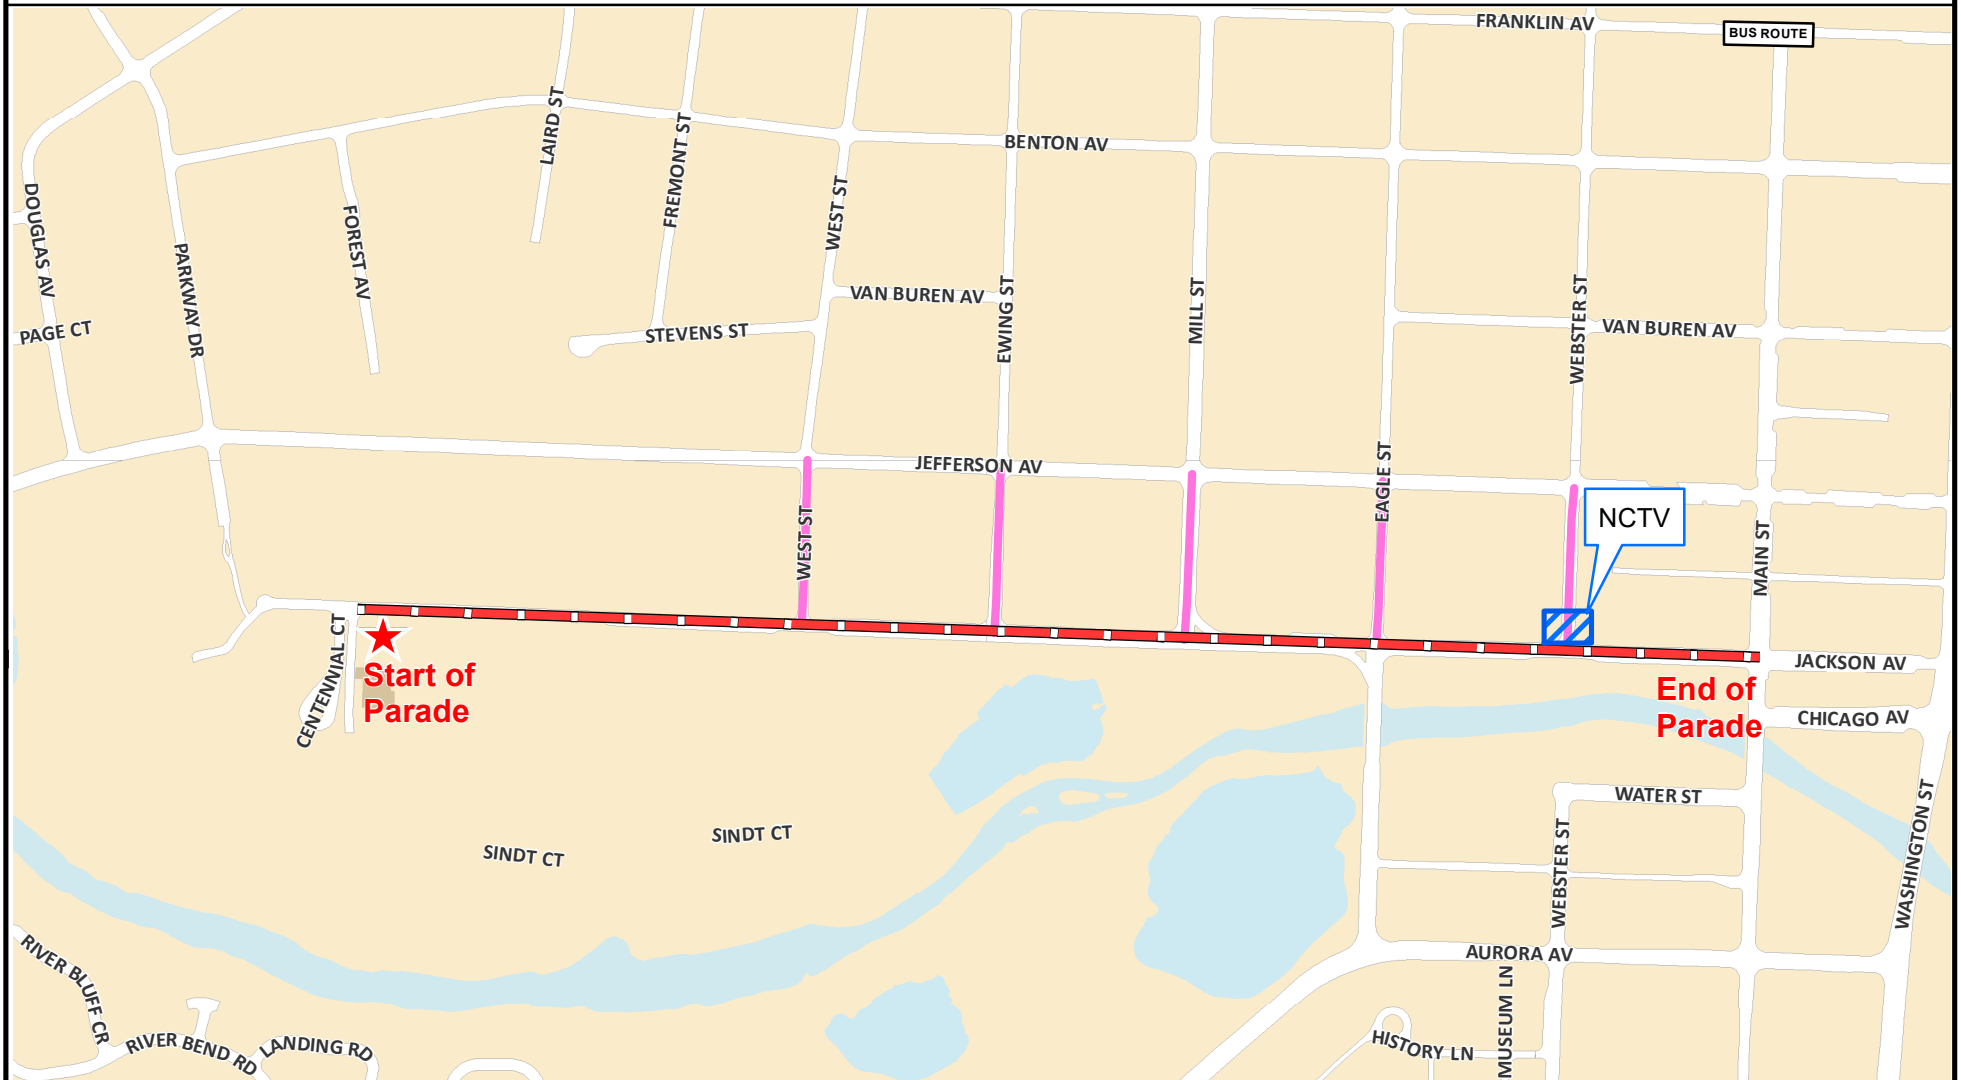 FRANKLIN AV
BUS ROUTE
LAIRD ST
FREMONT ST
BENTON AV
DOUGLAS AV
FOREST AV
WEST ST
PARKWAY DR
VAN BUREN AV
EWING ST
MILL ST
WEBSTER ST
VAN BUREN AV
PAGE CT
STEVENS ST
JEFFERSON AV
EAGLE ST
NCTV
WEST ST
MAIN ST
CENTENNIAL CT
Start of
Parade
JACKSON AV
End of
Parade
CHICAGO AV
WATER ST
WASHINGTON ST
SINDT CT
SINDT CT
WEBSTER ST
AURORA AV
RIVER BLUFF CR
MUSEUM LN
RIVER BEND RD
LANDING RD
HISTORY LN